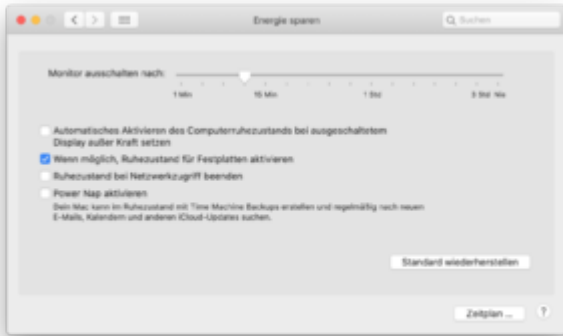 Energie sparen
Suchen
Monitor ausschalten nach:
1 Min
15 Min
1 Std
3 Std
Nie
Automatisches Aktivieren des Computerruhezustands bei ausgeschaltetem
Display außer Kraft setzen
Wenn möglich, Ruhezustand für Festplatten aktivieren
Ruhezustand bei Netzwerkzugriff beenden
Power Nap aktivieren
Dein Mac kann im Ruhezustand mit Time Machine Backups erstellen und regelmäßig nach neuen
E-Mails, Kalendern und anderen iCloud-Updates suchen.
Standard wiederherstellen
Zeitplan ...
?